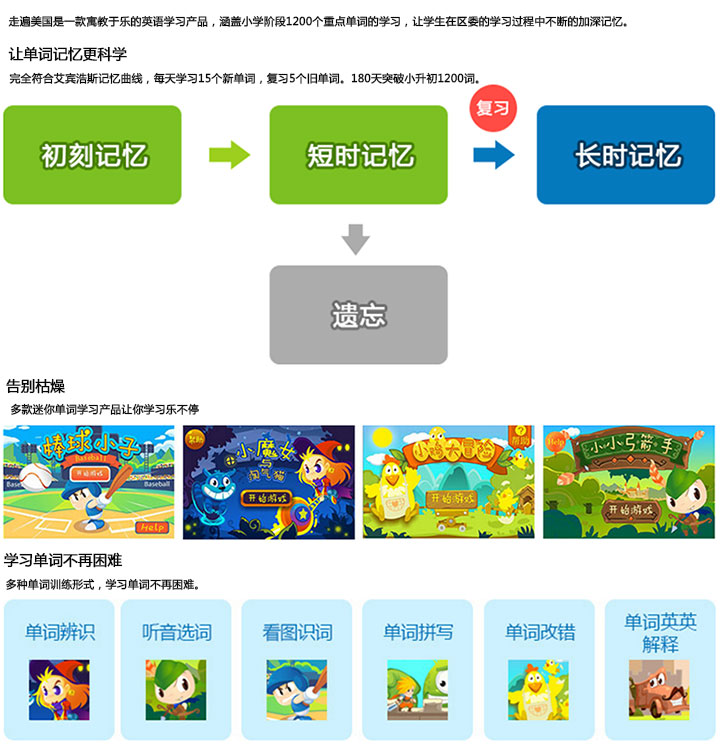 走遍美国是一款寓教于乐的英语学习产品，涵盖小学阶段1200个重点单词的学习，让学生在区委的学习过程中不断的加深记忆。
让单词记忆更科学
完全符合艾宾浩斯记忆曲线，每天学习15个新单词，复习5个旧单词。180天突破小升初1200词。
复习
初刻记忆
短时记忆
长时记忆
遗忘
告别枯燥
多款迷你单词学习产品让你学习乐不停
棒球小子
Baseball
开始游戏
Baseball
Help
帮助
小魔女
与
淘气猫
开始游戏
帮助
小鸡大冒险
开始游戏
Help
小小弓箭手
开始游戏
学习单词不再困难
多种单词训练形式，学习单词不再困难。
单词辨识
听音选词
看图识词
单词拼写
单词改错
单词英英
解释